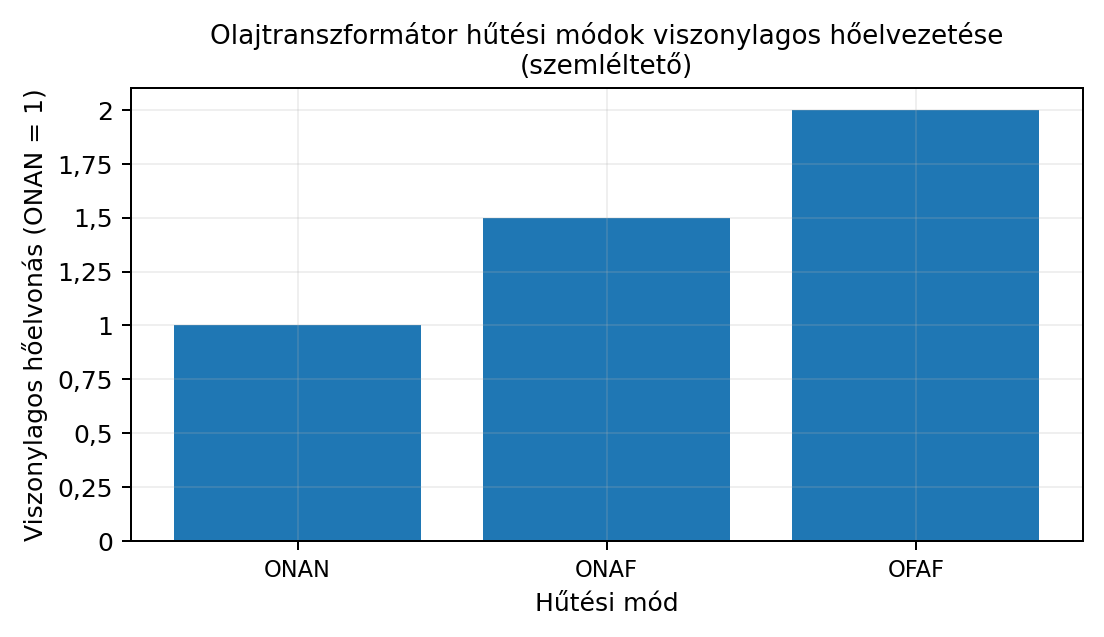 Olajtranszformátor hűtési módok viszonylagos hőelvezetése
(szemléltető)
Viszonylagos hőelvonás (ONAN = 1)
2
1,75
1,5
1,25
1
0,75
0,5
0,25
0
ONAN
ONAF
OFAF
Hűtési mód